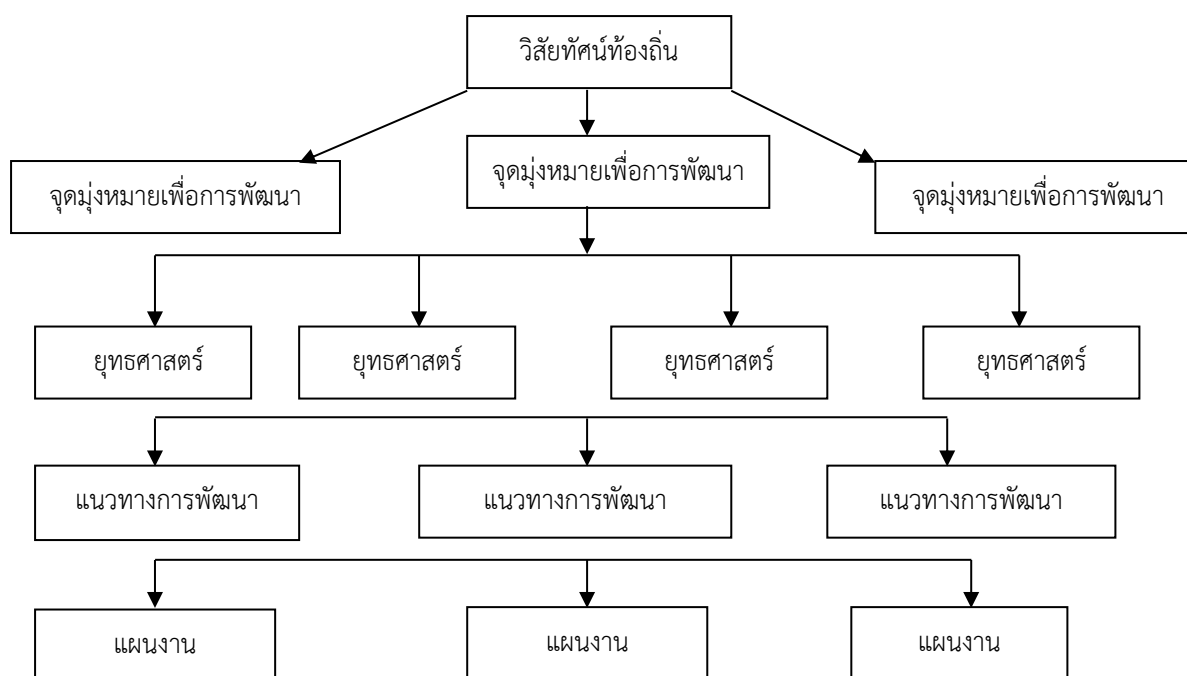 วิสัยทัศน์ท้องถิ่น
จุดมุ่งหมายเพื่อการพัฒนา
จุดมุ่งหมายเพื่อการพัฒนา
จุดมุ่งหมายเพื่อการพัฒนา
ยุทธศาสตร์
ยุทธศาสตร์
ยุทธศาสตร์
ยุทธศาสตร์
แนวทางการพัฒนา
แนวทางการพัฒนา
แนวทางการพัฒนา
แผนงาน
แผนงาน
แผนงาน